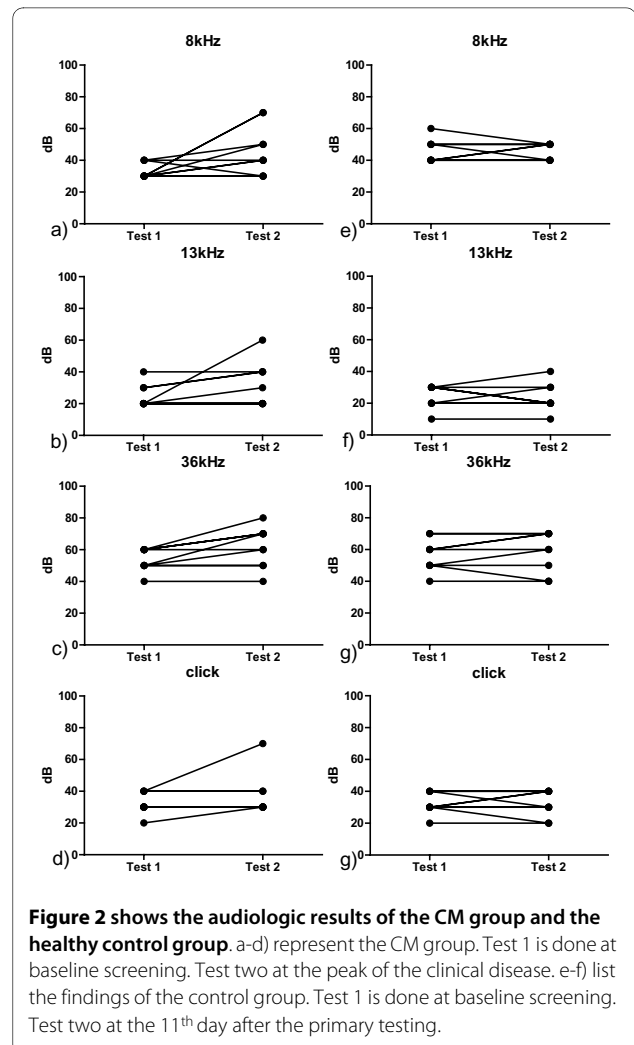 8kHz
100
80
60
40
20
0
dB
a)
Test 1 Test 2
8kHz
100
80
60
40
20
0
dB
e)
Test 1 Test 2
13kHz
100
80
60
40
20
0
dB
b)
Test 1 Test 2
13kHz
100
80
60
40
20
0
dB
f)
Test 1 Test 2
36kHz
100
80
60
40
20
0
dB
c)
Test 1 Test 2
36kHz
100
80
60
40
20
0
dB
g)
Test 1 Test 2
click
100
80
60
40
20
0
dB
d)
Test 1 Test 2
click
100
80
60
40
20
0
dB
g)
Test 1 Test 2
Figure 2 shows the audiologic results of the CM group and the
healthy control group. a-d) represent the CM group. Test 1 is done at
baseline screening. Test two at the peak of the clinical disease. e-f) list
the findings of the control group. Test 1 is done at baseline screening.
Test two at the 11th day after the primary testing.